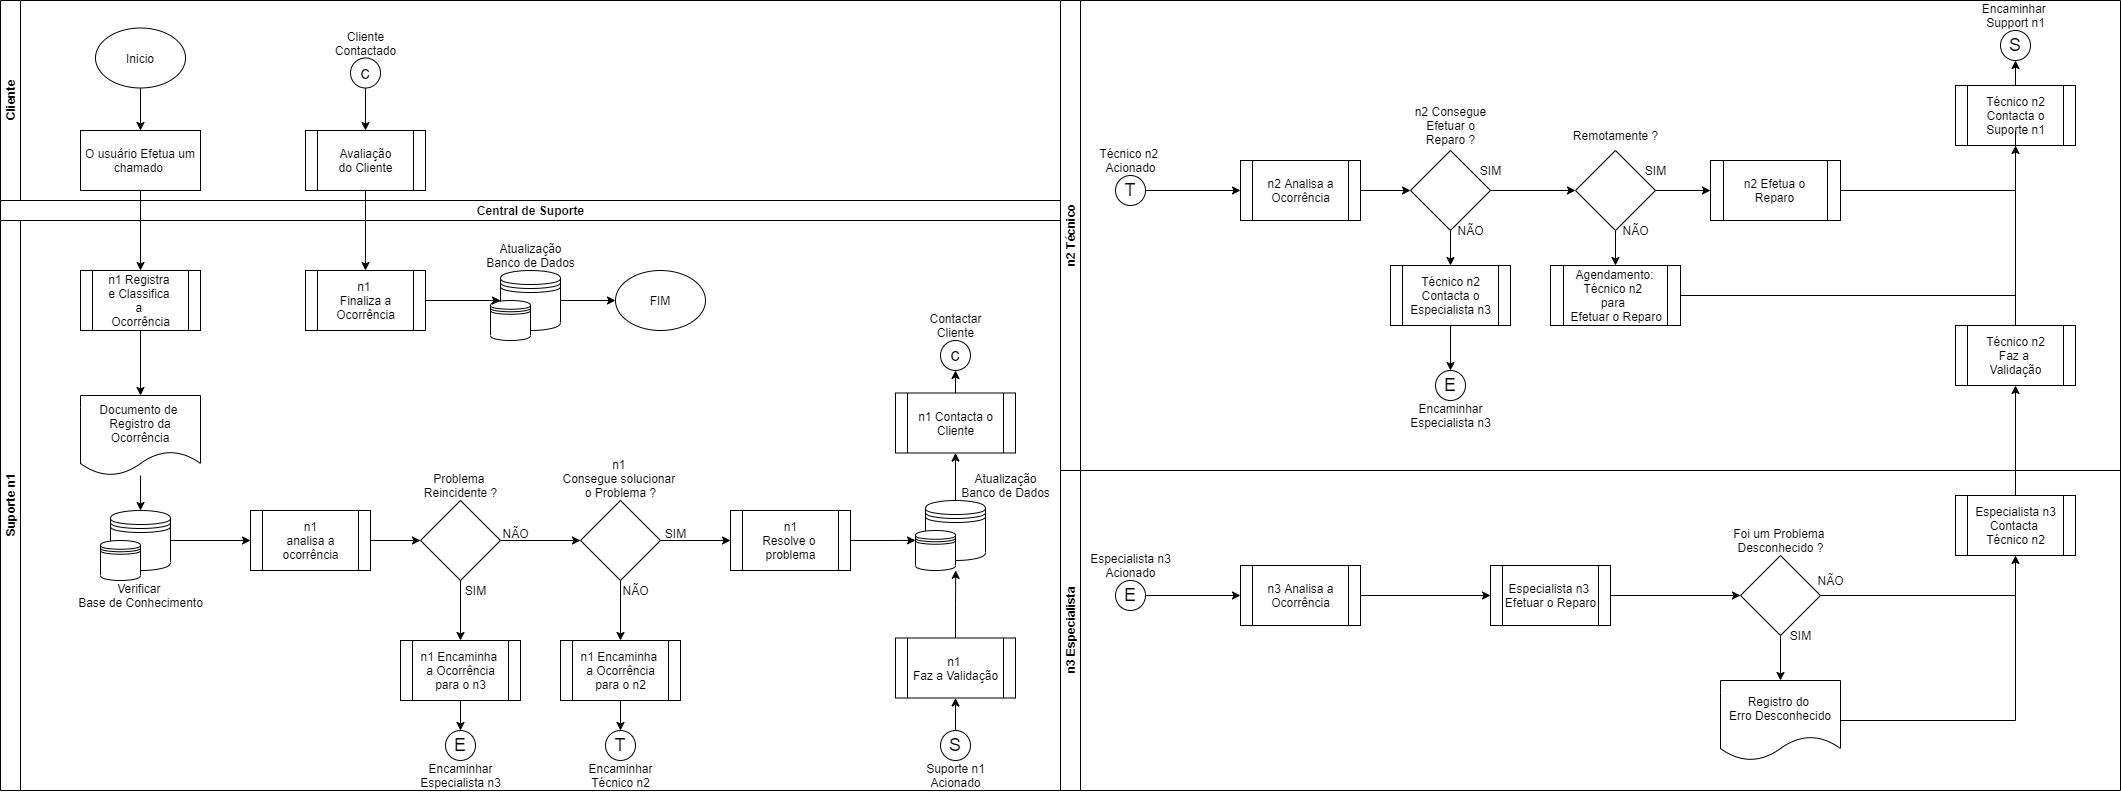 Cliente
Inicio
O usuário Efetua um
chamado
Cliente
Contactado
c
Avaliação
do Cliente
Central de Suporte
Suporte n1
n1 Registra
e Classifica
a
Ocorrência
n1
Finaliza a
Ocorrência
Atualização
Banco de Dados
FIM
Documento de
Registro da
Ocorrência
Verificar
Base de Conhecimento
n1
analisa a
ocorrência
Problema
Reincidente ?
NÃO
SIM
n1
Consegue solucionar
o Problema ?
SIM
NÃO
n1
Resolve o
problema
Contactar
Cliente
c
n1 Contacta o
Cliente
Atualização
Banco de Dados
n1 Encaminha
a Ocorrência
para o n3
E
Encaminhar
Especialista n3
n1 Encaminha
a Ocorrência
para o n2
T
Encaminhar
Técnico n2
n1
Faz a Validação
S
Suporte n1
Acionado
n2 Técnico
Técnico n2
Acionado
T
n2 Analisa a
Ocorrência
n2 Consegue
Efetuar o
Reparo ?
SIM
NÃO
Remotamente ?
SIM
NÃO
n2 Efetua o
Reparo
Técnico n2
Contacta o
Especialista n3
E
Encaminhar
Especialista n3
Agendamento:
Técnico n2
para
Efetuar o Reparo
Encaminhar
Support n1
S
Técnico n2
Contacta o
Suporte n1
Técnico n2
Faz a
Validação
n3 Especialista
Especialista n3
Acionado
E
n3 Analisa a
Ocorrência
Especialista n3
Efetuar o Reparo
Foi um Problema
Desconhecido ?
NÃO
SIM
Especialista n3
Contacta
Técnico n2
Registro do
Erro Desconhecido